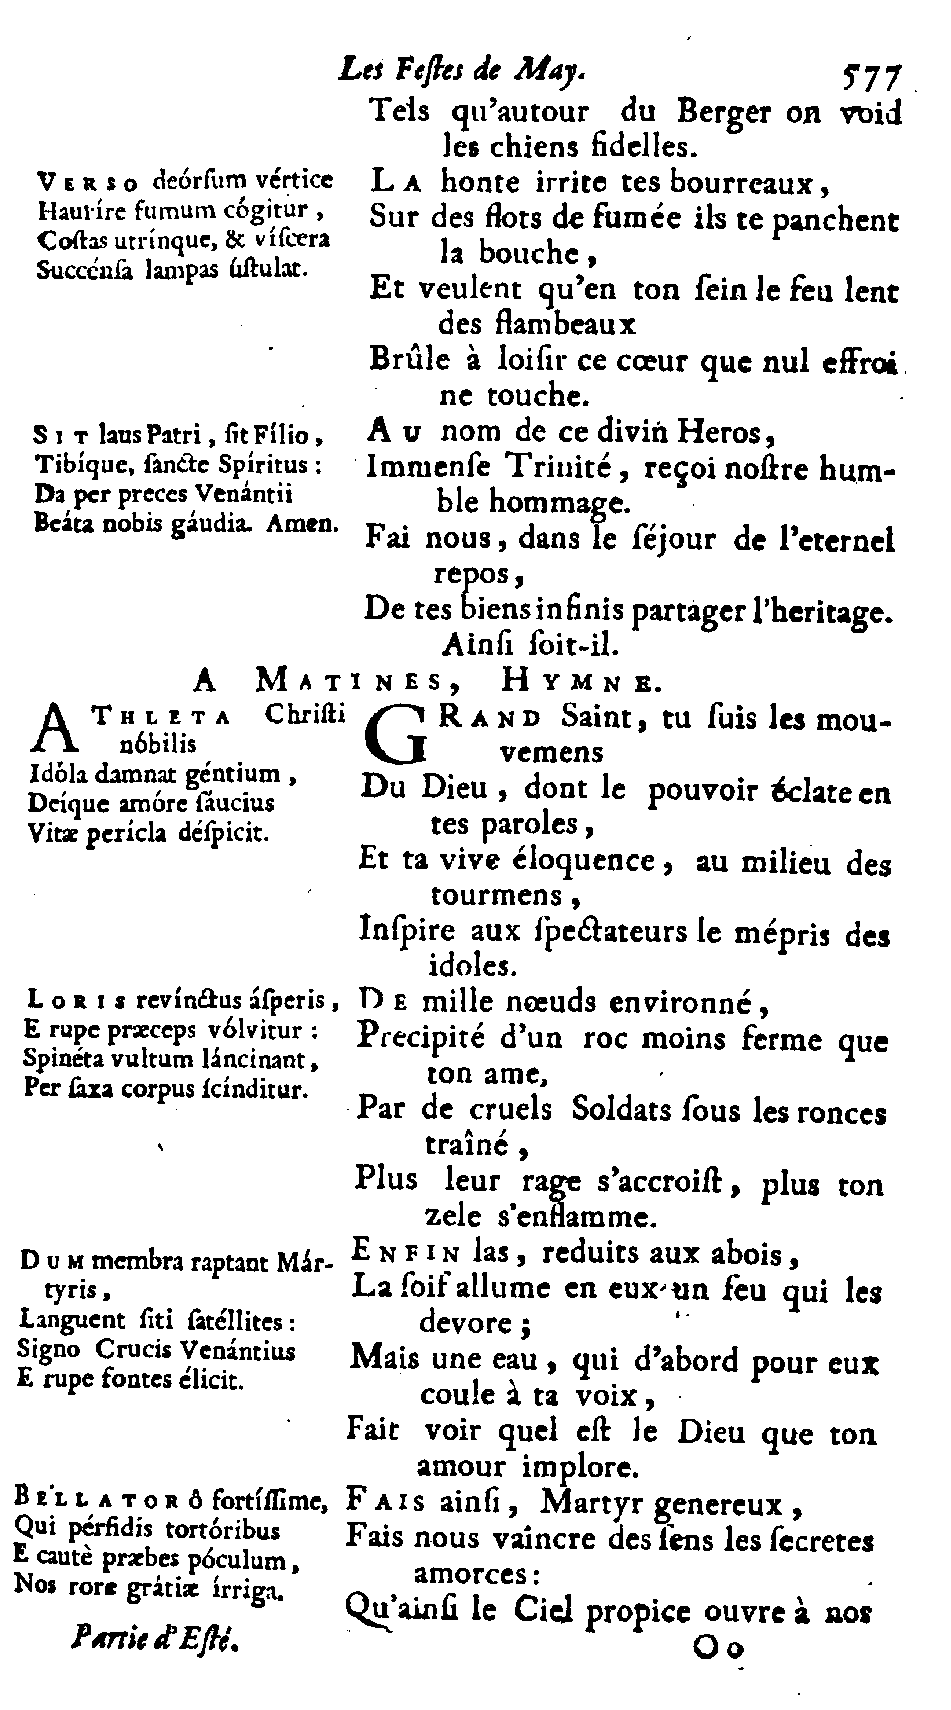 Les Feſtes de May. 577
Tels qu'autour du Berger on void
les chiens fidelles.
VERSO deórſum vértice
Hauríre fumum cógitur,
Coſtas utrínque, & víſcera
Succénſa lampas úſtulat.
LA honte irrite tes bourreaux,
Sur des flots de fumée ils te panchent
la bouche,
Et veulent qu'en ton ſein le feu lent
des flambeaux
Brûle à loiſir ce cœur que nul effroi
ne touche.
SIT laus Patri, ſit Fílio,
Tibíque, ſancte Spíritus:
Da per preces Venántii
Beáta nobis gáudia. Amen.
AU nom de ce divin Heros,
Immenſe Trinité, reçoi noſtre hum-
ble hommage.
Fai nous, dans le ſéjour de l'eternel
repos,
De tes biens infinis partager l'heritage.
Ainſi ſoit-il.
A MATINES, HYMNE.
ATHLETA Chriſti
nóbilis
Idóla damnat géntium,
Deíque amóre ſáucius
Vitæ perícla déſpicit.
GRAND Saint, tu ſuis les mou-
vemens
Du Dieu, dont le pouvoir éclate en
tes paroles,
Et ta vive éloquence, au milieu des
tourmens,
Inſpire aux ſpectateurs le mépris des
idoles.
LORIS revínctus áſperis,
E rupe præceps vólvitur:
Spinéta vultum láncinant,
Per ſaxa corpus ſcínditur.
DE mille nœuds environné,
Precipité d'un roc moins ferme que
ton ame,
Par de cruels Soldats ſous les ronces
traîné,
Plus leur rage s'accroiſt, plus ton
zele s'enflamme.
DUM membra raptant Már-
tyris,
Languent ſiti ſatéllites:
Signo Crucis Venántius
E rupe fontes élicit.
ENFIN las, reduits aux abois,
La ſoif allume en eux un feu qui les
devore;
Mais une eau, qui d'abord pour eux
coule à ta voix,
Fait voir quel eſt le Dieu que ton
amour implore.
BE'LLATOR ô fortíſſime,
Qui pérfidis tortóribus
E cautè præbes póculum,
Nos rore grátiæ írriga.
FAIS ainſi, Martyr genereux,
Fais nous vaincre des ſens les ſecretes
amorces:
Qu'ainſi le Ciel propice ouvre à nos
Partie d'Eſté. Oo